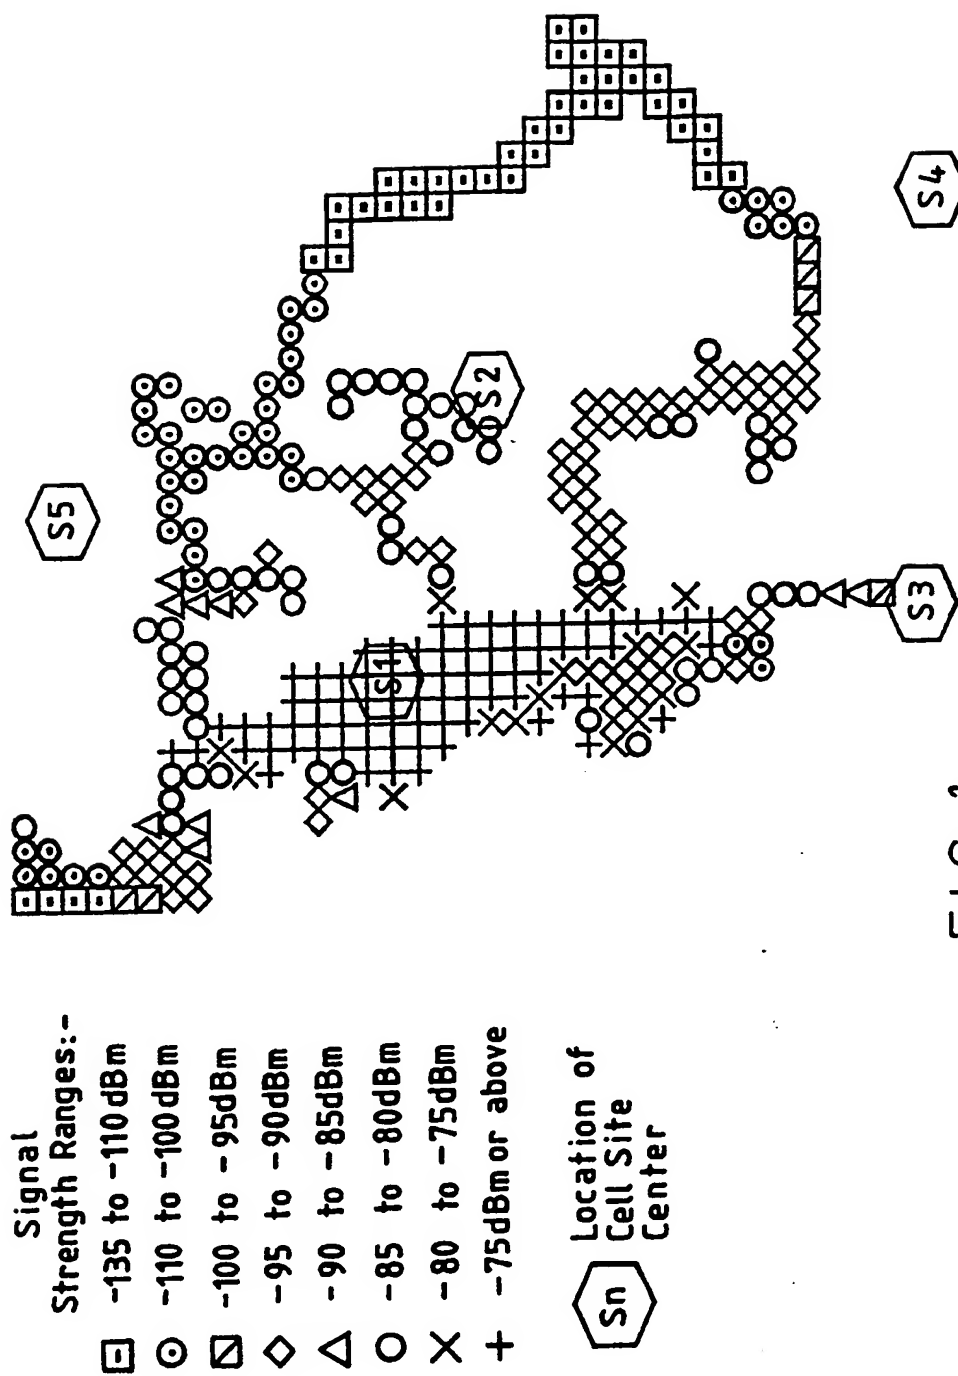 Signal
Strength Ranges:-
-135 to -110dBm
-110 to -100dBm
-100 to -95dBm
-95 to -90dBm
-90 to -85dBm
-85 to -80dBm
-80 to -75dBm
-75dBm or above
Sn
Location of
Cell Site
Center
S5
S1
S2
S3
S4